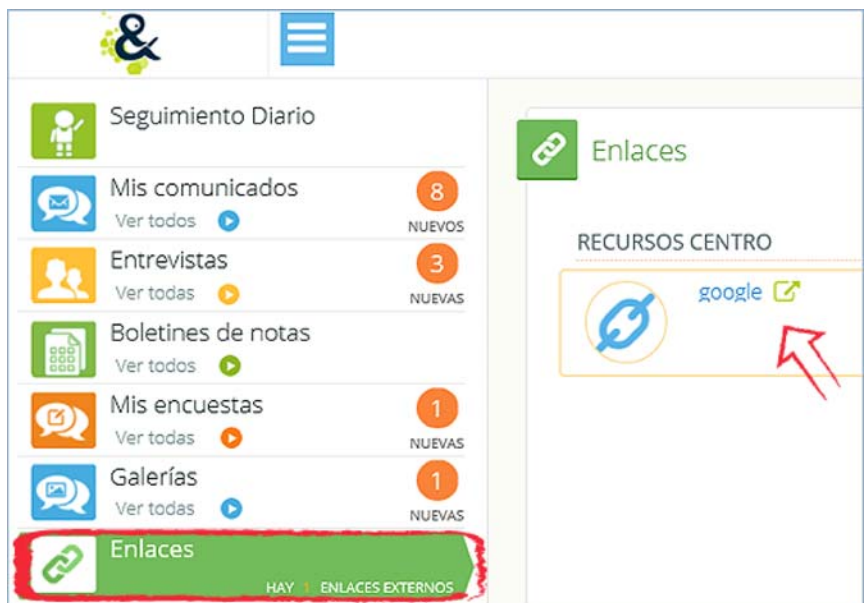 &
Seguimiento Diario
Mis comunicados
Ver todos
8
NUEVOS
Entrevistas
Ver todas
3
NUEVAS
Boletines de notas
Ver todos
Mis encuestas
Ver todas
1
NUEVAS
Galerías
Ver todas
1
NUEVAS
Enlaces
HAY 1 ENLACES EXTERNOS
Enlaces
RECURSOS CENTRO
google